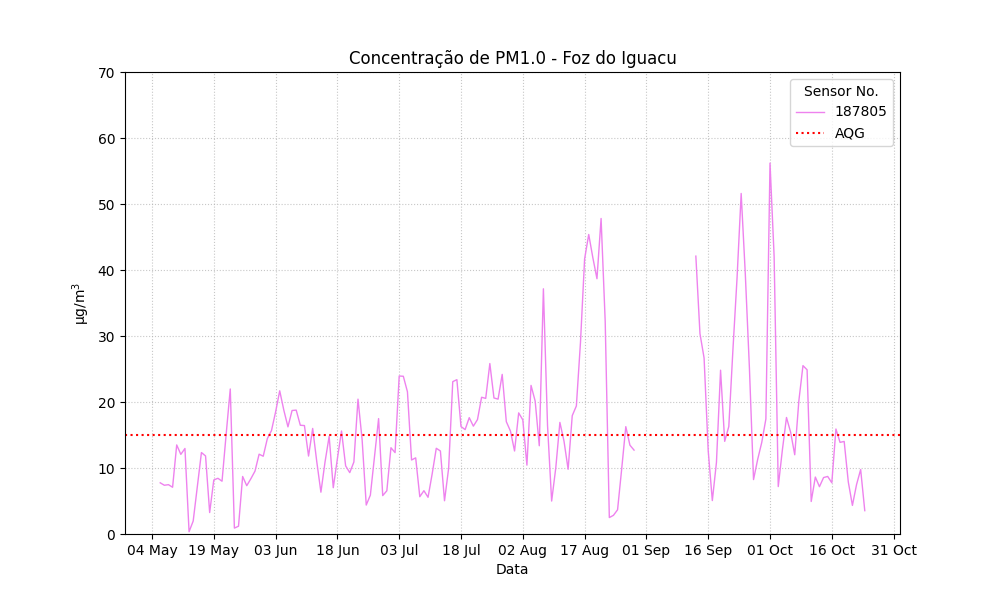 Concentração de PM1.0 - Foz do Iguacu
70
60
50
40
30
20
10
0
µg/m³
Sensor No.
187805
AQG
04 May 19 May 03 Jun 18 Jun 03 Jul 18 Jul 02 Aug 17 Aug 01 Sep 16 Sep 01 Oct 16 Oct 31 Oct
Data